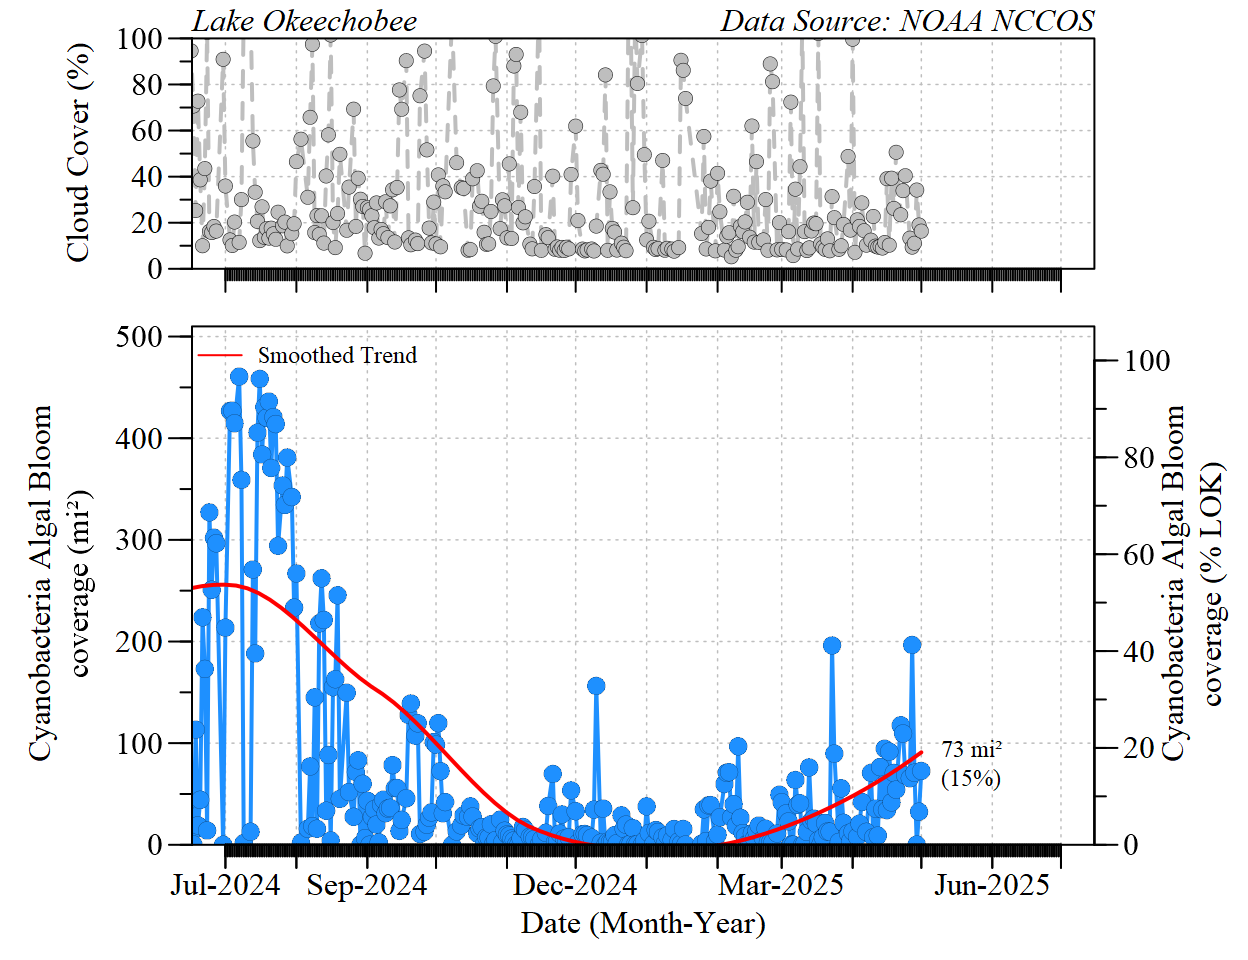 Lake Okeechobee
Data Source: NOAA NCCOS
Cloud Cover (%)
100
80
60
40
20
0
Cyanobacteria Algal Bloom
coverage (mi²)
500
400
300
200
100
0
Smoothed Trend
73 mi²
(15%)
100
80
60
40
20
0
Cyanobacteria Algal Bloom
coverage (% LOK)
Jul-2024
Sep-2024
Dec-2024
Mar-2025
Jun-2025
Date (Month-Year)